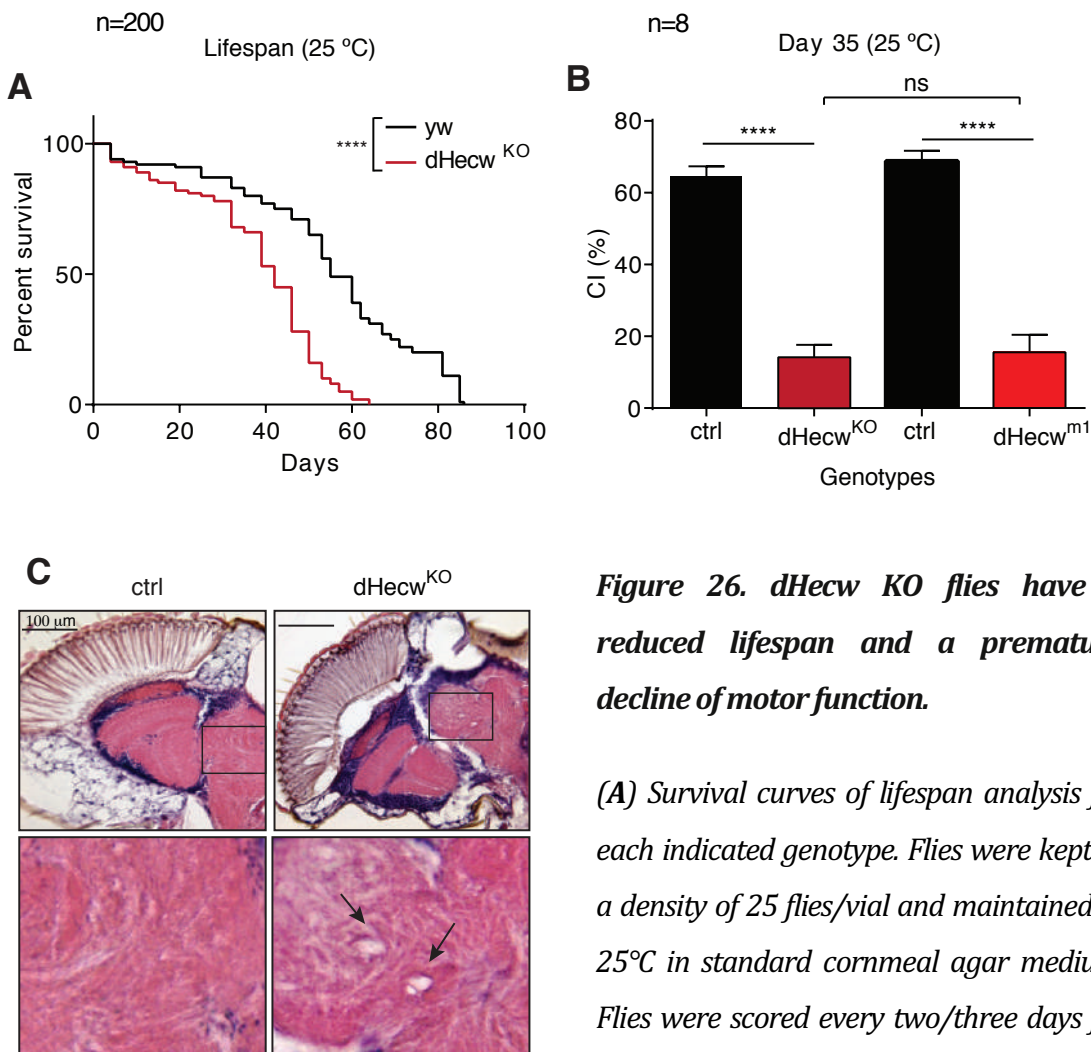 n=200
Lifespan (25 ºC)
A
yw
dHecw KO
****
Percent survival
100
50
0
0 20 40 60 80 100
Days
n=8
Day 35 (25 ºC)
B
ns
**** ****
CI (%)
80
60
40
20
0
ctrl dHecwKO ctrl dHecwm1
Genotypes
C
ctrl dHecwKO
100 µm
Figure 26. dHecw KO flies have
reduced lifespan and a
decline of motor function.
(A) Survival curves of lifespan analysis
each indicated genotype. Flies were kept
a density of 25 flies/vial and maintained
25°C in standard cornmeal agar
Flies were scored every two/three days